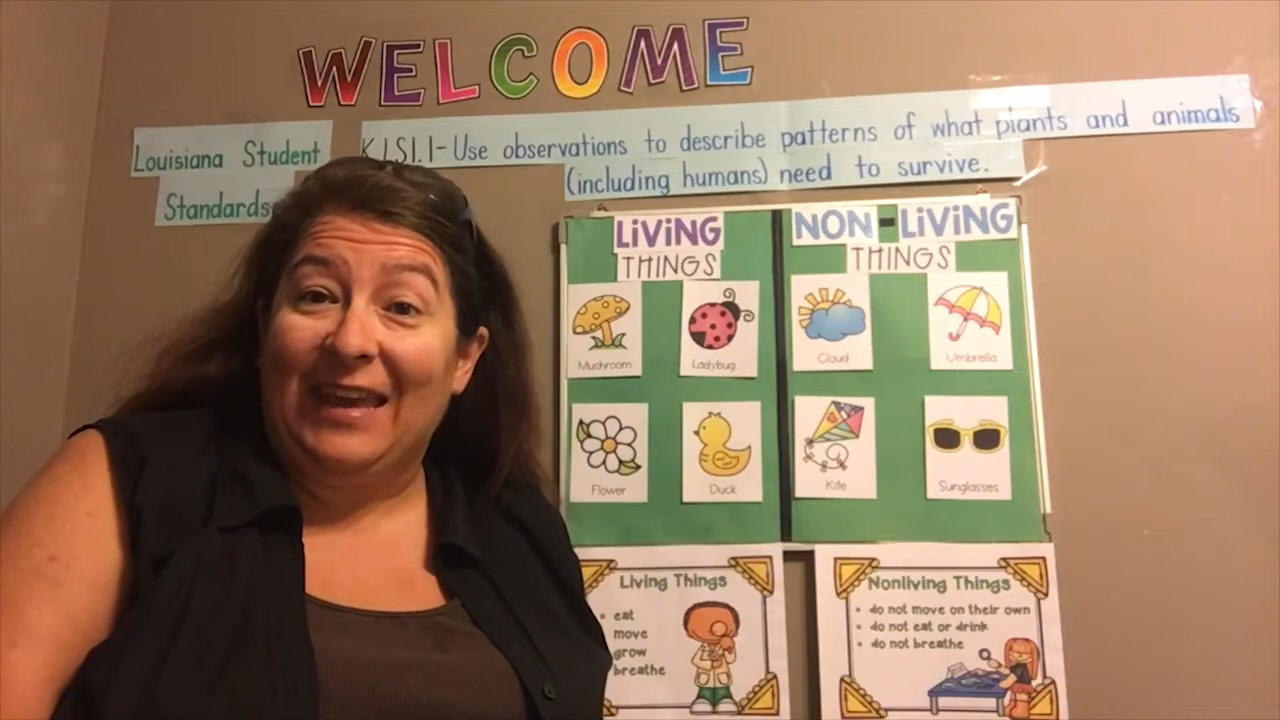 WELCOME
Louisiana Student
Standards
K.LS1.1-Use observations to describe patterns of what plants and animals
(including humans) need to survive.
LiViNG
THINGS
Mushroom
Ladybug
Flower
Duck
NON-LiViNG
THINGS
Cloud
Umbrella
Kite
Sunglasses
Living Things
• eat
move
grow
breathe
Nonliving Things
• do not move on their own
• do not eat or drink
• do not breathe